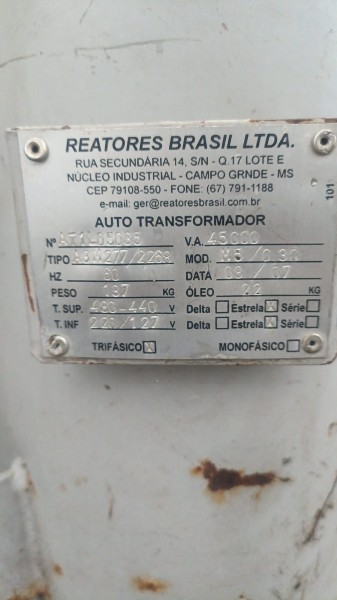 REATORES BRASIL LTDA.
RUA SECUNDÁRIA 14, S/N - Q.17 LOTE E
NÚCLEO INDUSTRIAL - CAMPO GRNDE - MS
CEP 79108-550 - FONE: (67) 791-1188
e-mail: ger@reatoresbrasil.com.br
101
AUTO TRANSFORMADOR
Nº V.A. 45000
TIPO MOD.
HZ 60 DATA 08/07
PESO 137 KG ÓLEO 22 KG
T. SUP. 480-440 V Delta Estrela X Série
T. INF 220/127 V Delta Estrela X Série
TRIFÁSICO X MONOFÁSICO